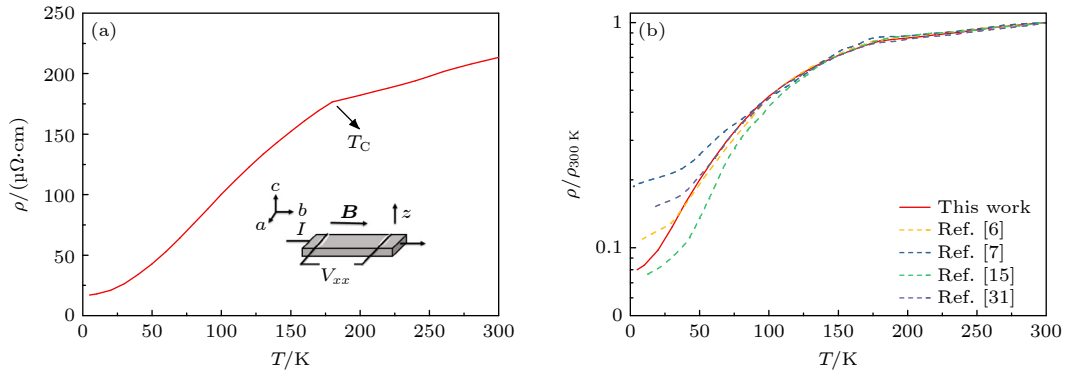 (a)
250
200
150
100
50
0
ρ/(μΩ·cm)
0 50 100 150 200 250 300
T/K
T_C
c
b
a
I
B
z
V_xx
(b)
1
0.1
0
ρ/ρ_300 K
0 50 100 150 200 250 300
T/K
This work
Ref. [6]
Ref. [7]
Ref. [15]
Ref. [31]